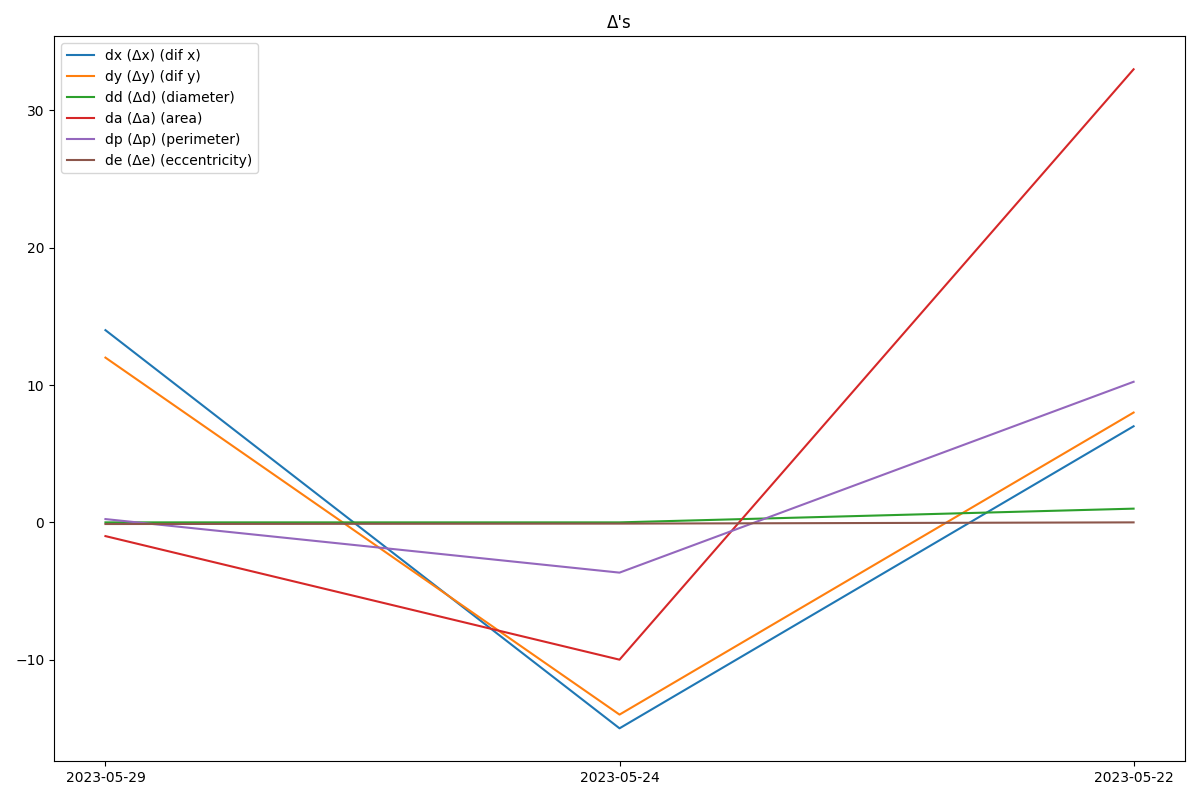 Δ's
dx (Δx) (dif x)
dy (Δy) (dif y)
dd (Δd) (diameter)
da (Δa) (area)
dp (Δp) (perimeter)
de (Δe) (eccentricity)
30
20
10
0
−10
2023-05-29
2023-05-24
2023-05-22